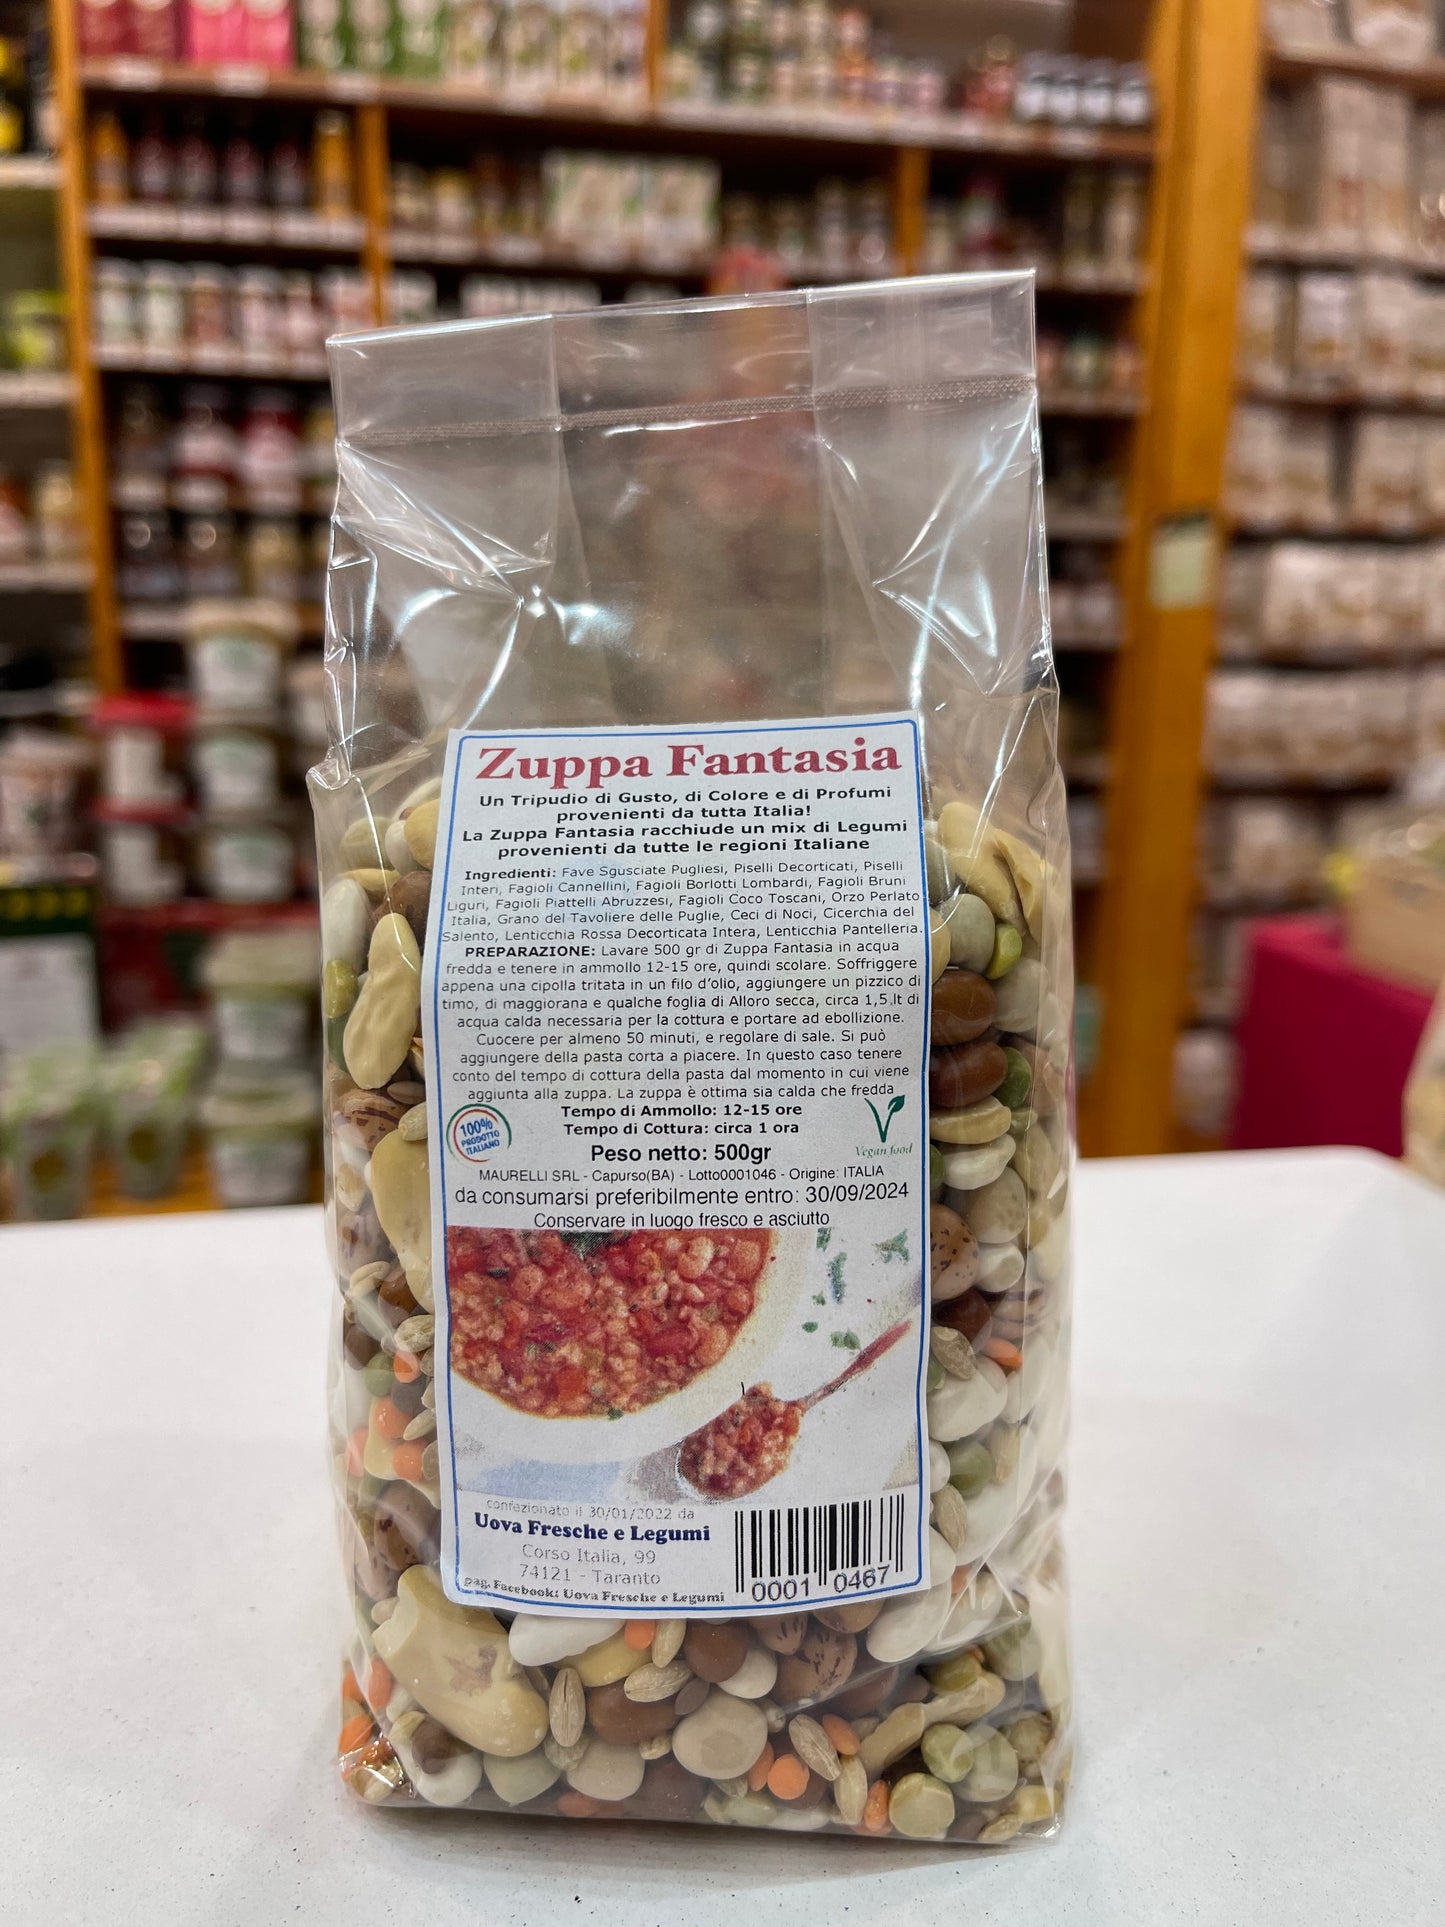 Zuppa Fantasia
Un Tripudio di Gusto, di Colore e di Profumi
provenienti da tutta Italia!
La Zuppa Fantasia racchiude un mix di Legumi
provenienti da tutte le regioni Italiane
Ingredienti: Fave Sgusciate Pugliesi, Piselli Decorticati, Piselli
Interi, Fagioli Cannellini, Fagioli Borlotti Lombardi, Fagioli Bruni
Liguri, Fagioli Piattelli Abruzzesi, Fagioli Coco Toscani, Orzo Perlato
Italia, Grano del Tavoliere delle Puglie, Ceci di Noci, Cicerchia del
Salento, Lenticchia Rossa Decorticata Intera, Lenticchia Pantelleria.
PREPARAZIONE: Lavare 500 gr di Zuppa Fantasia in acqua
fredda e tenere in ammollo 12-15 ore, quindi scolare. Soffriggere
appena una cipolla tritata in un filo d'olio, aggiungere un pizzico di
timo, di maggiorana e qualche foglia di Alloro secca, circa 1,5 lt di
acqua calda necessaria per la cottura e portare ad ebollizione.
Cuocere per almeno 50 minuti, e regolare di sale. Si può
aggiungere della pasta corta a piacere. In questo caso tenere
conto del tempo di cottura della pasta dal momento in cui viene
aggiunta alla zuppa. La zuppa è ottima sia calda che fredda
Tempo di Ammollo: 12-15 ore
Tempo di Cottura: circa 1 ora
100%
PRODOTTO
ITALIANO
Vegan food
Peso netto: 500gr
MAURELLI SRL - Capurso(BA) - Lotto0001046 - Origine: ITALIA
da consumarsi preferibilmente entro: 30/09/2024
Conservare in luogo fresco e asciutto
confezionato il 30/01/2022 da
Uova Fresche e Legumi
Corso Italia, 99
74121 - Taranto
pag. Facebook: Uova Fresche e Legumi
0001 0467